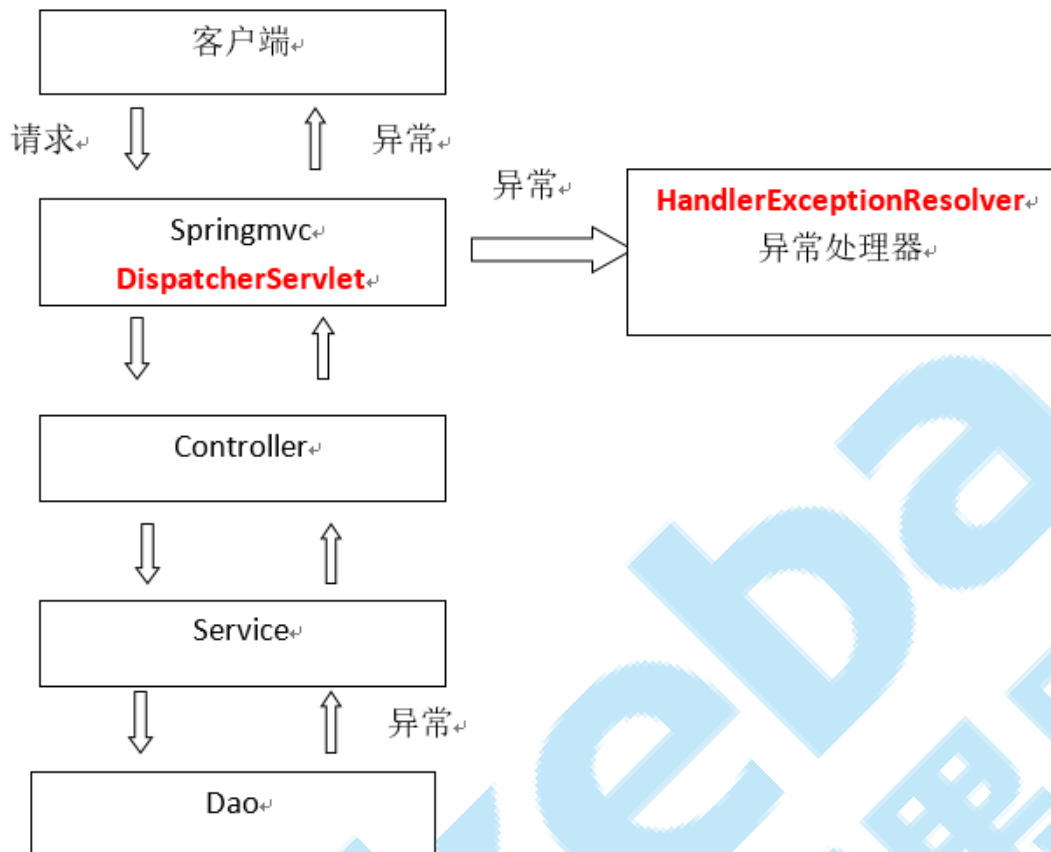 客户端
请求
异常
Springmvc
DispatcherServlet
异常
HandlerExceptionResolver
异常处理器
Controller
Service
异常
Dao